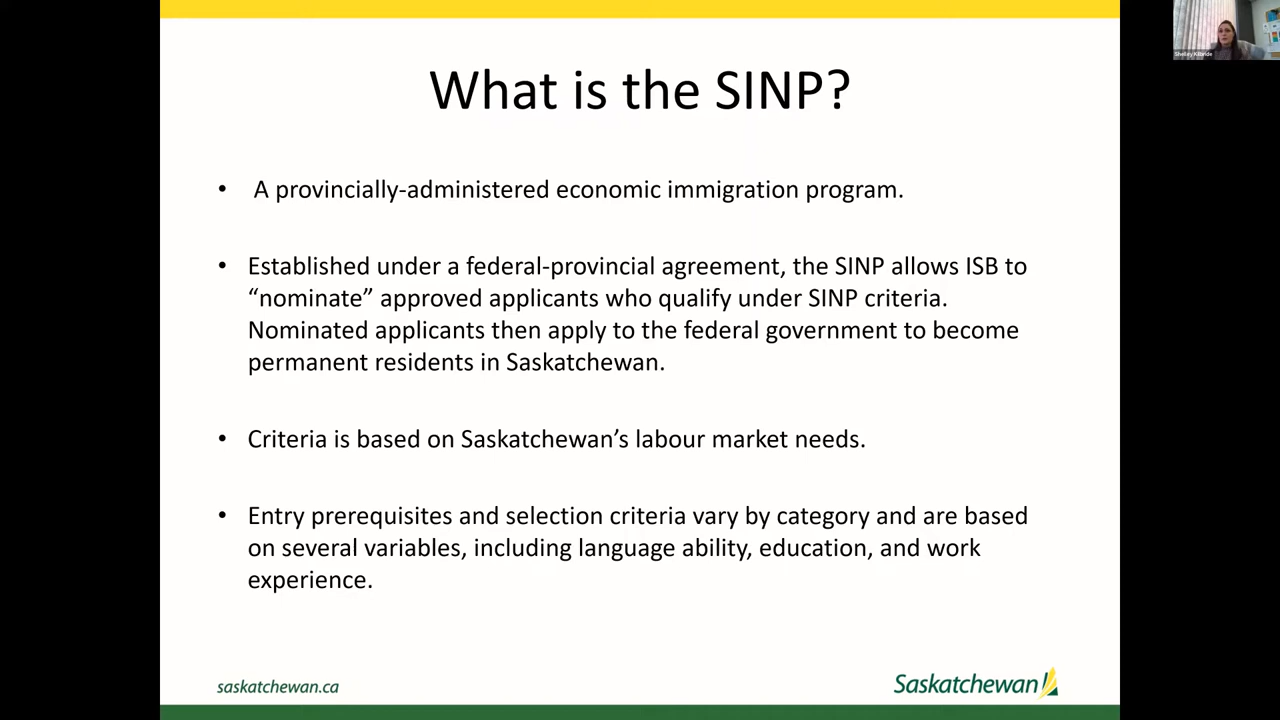 What is the SINP?
Shelley Kilbride
• A provincially-administered economic immigration program.
• Established under a federal-provincial agreement, the SINP allows ISB to
“nominate” approved applicants who qualify under SINP criteria.
Nominated applicants then apply to the federal government to become
permanent residents in Saskatchewan.
• Criteria is based on Saskatchewan’s labour market needs.
• Entry prerequisites and selection criteria vary by category and are based
on several variables, including language ability, education, and work
experience.
saskatchewan.ca
Saskatchewan